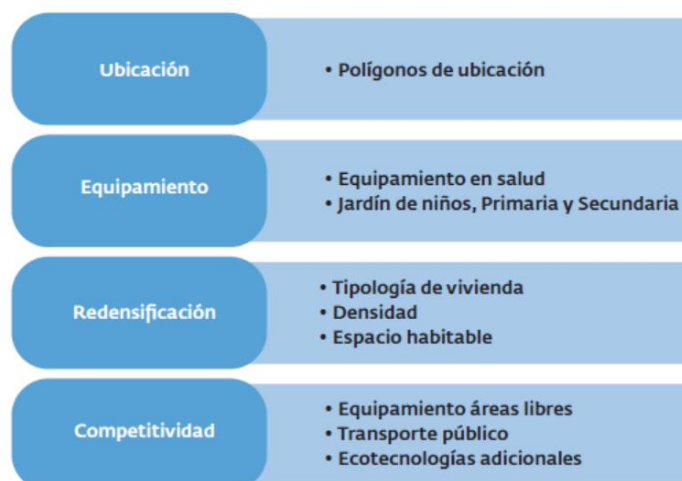 Ubicación
• Polígonos de ubicación
Equipamiento
• Equipamiento en salud
• Jardín de niños, Primaria y Secundaria
Redensificación
• Tipología de vivienda
• Densidad
• Espacio habitable
Competitividad
• Equipamiento áreas libres
• Transporte público
• Ecotecnologías adicionales